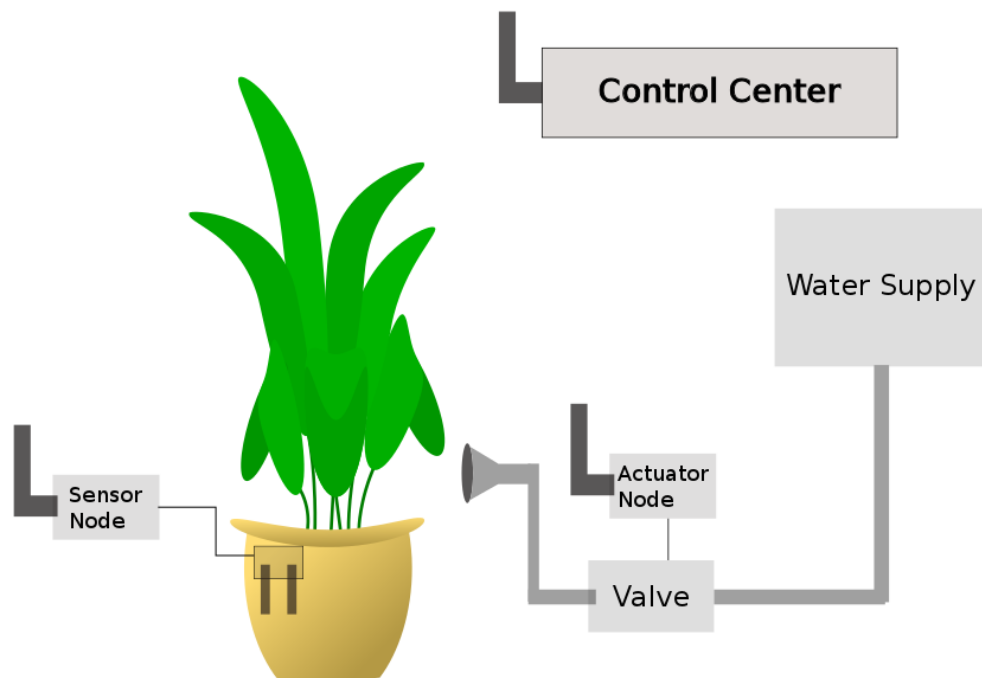 Control Center
Water Supply
Sensor
Node
Actuator
Node
Valve